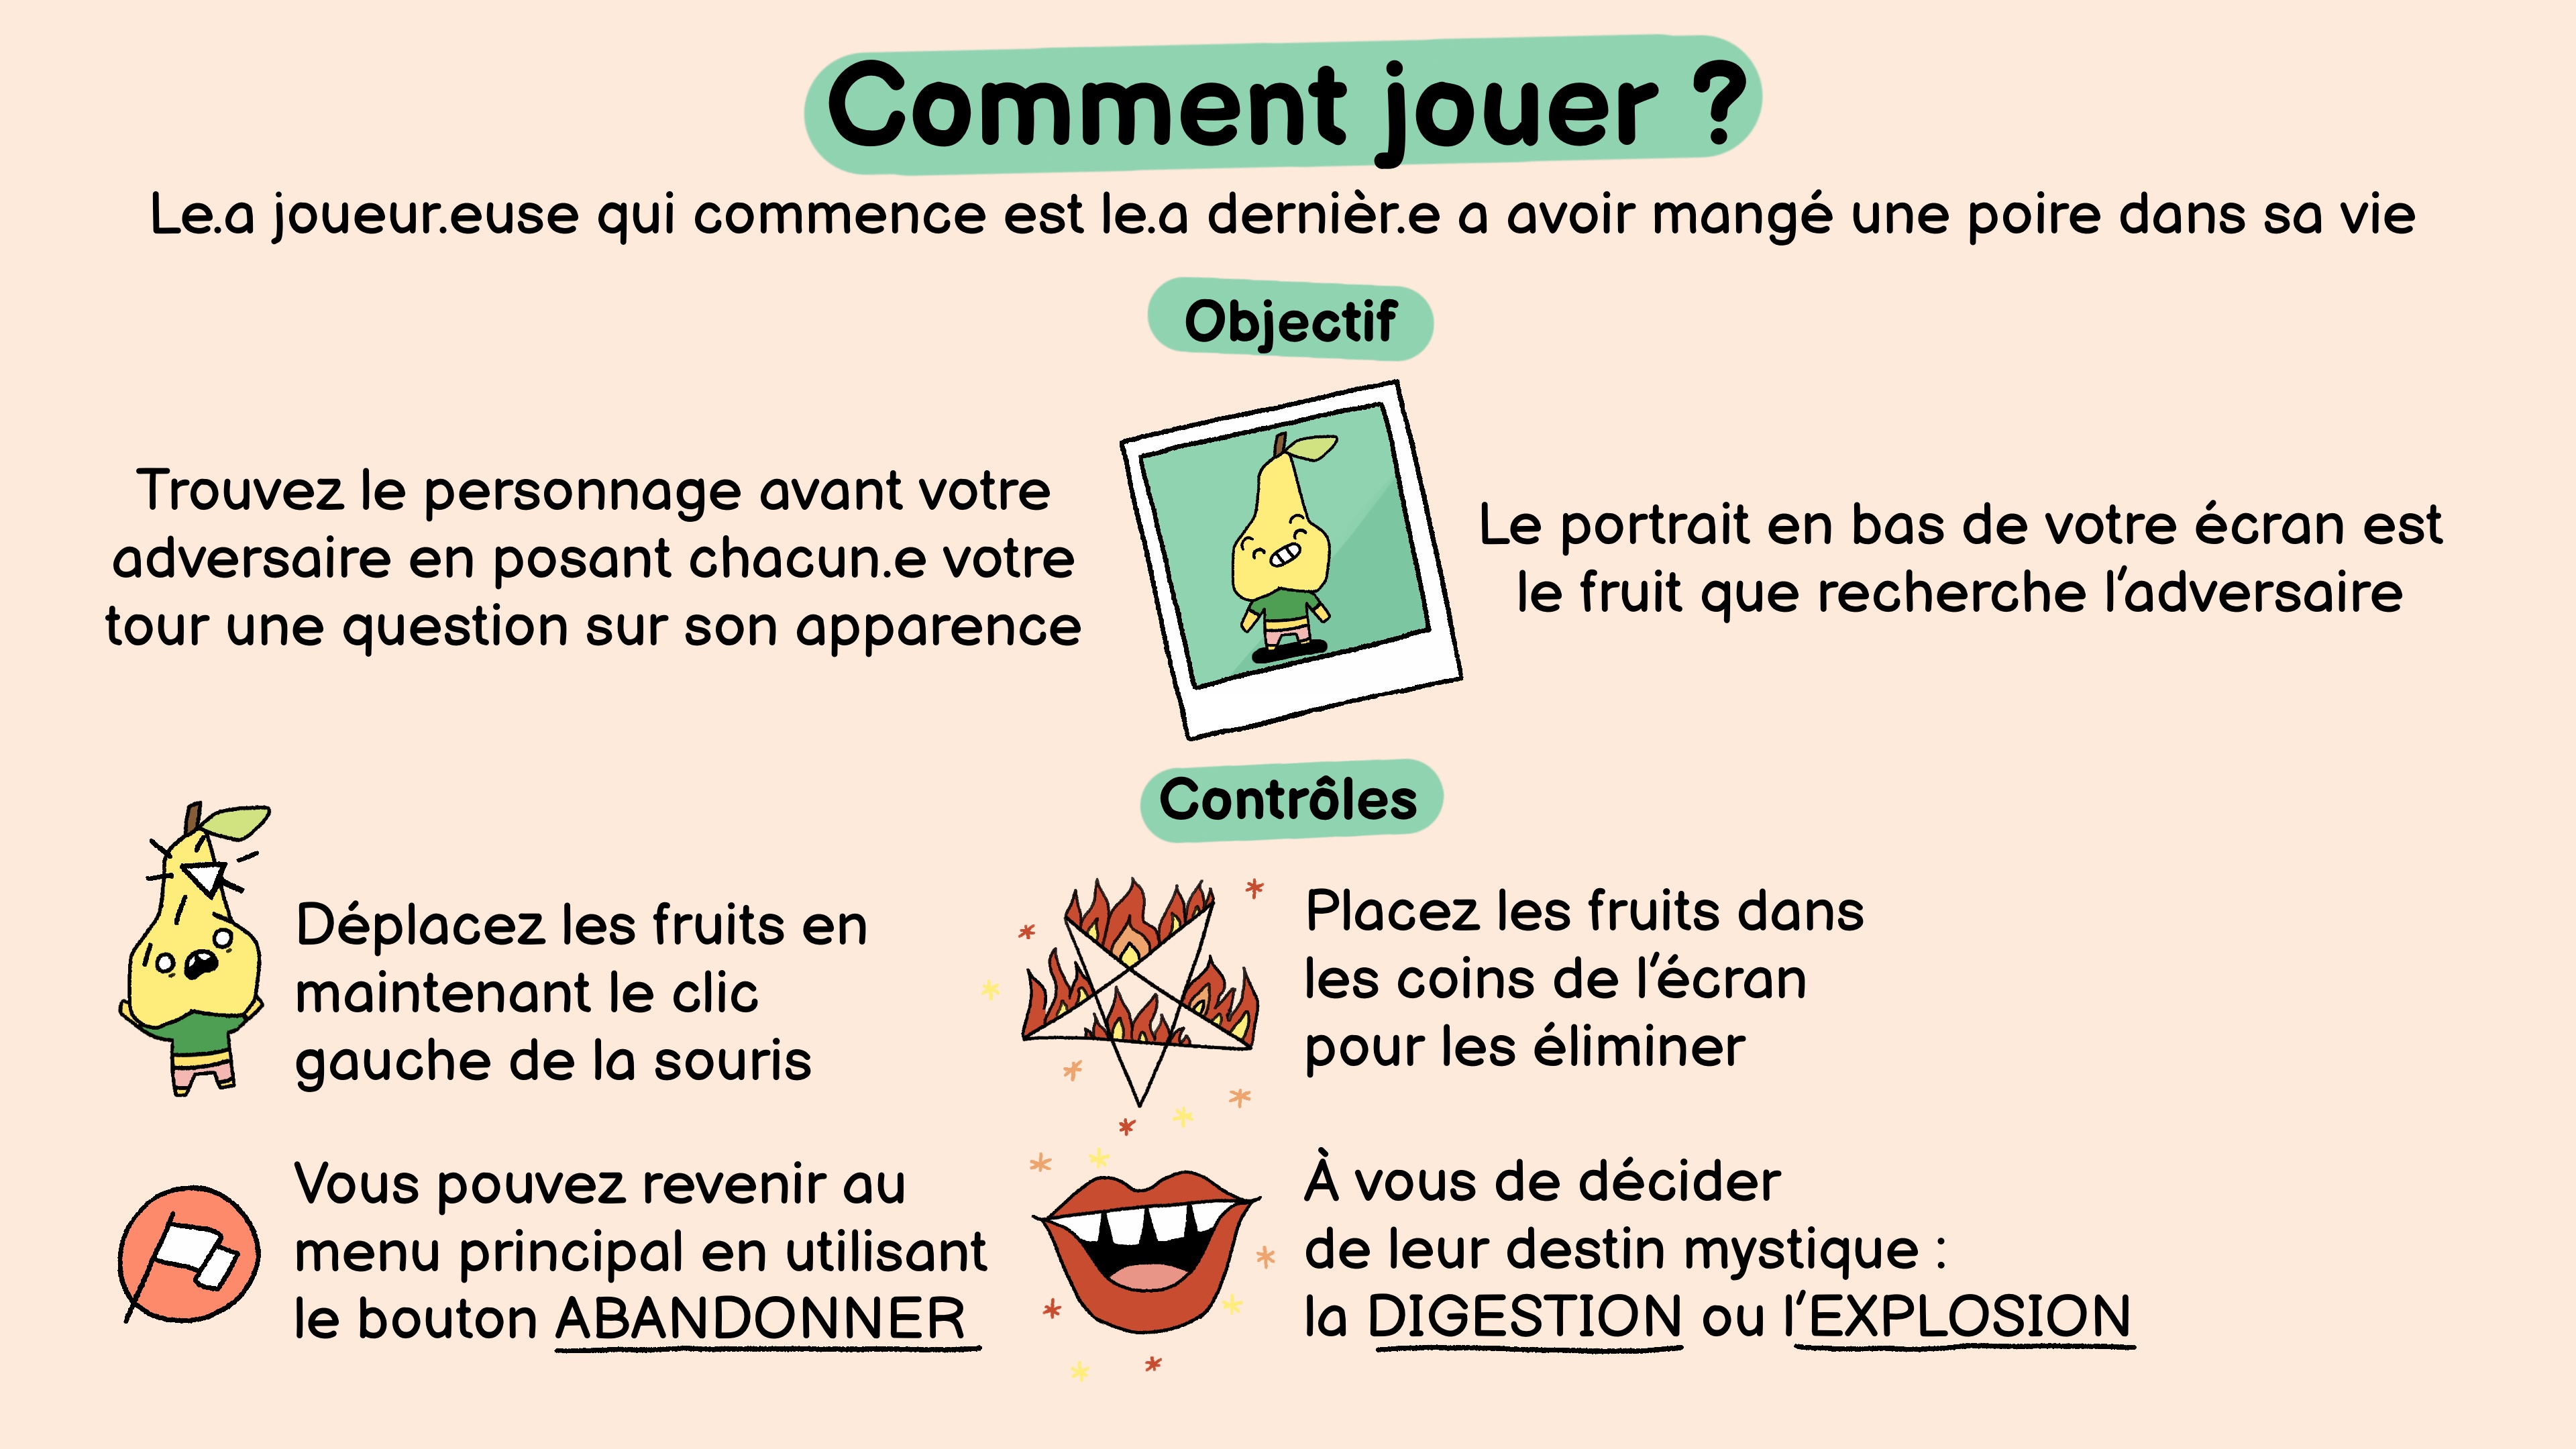 Comment jouer ?
Le.a joueur.euse qui commence est le.a dernièr.e a avoir mangé une poire dans sa vie
Objectif
Trouvez le personnage avant votre
adversaire en posant chacun.e votre
tour une question sur son apparence
Le portrait en bas de votre écran est
le fruit que recherche l'adversaire
Contrôles
Déplacez les fruits en
maintenant le clic
gauche de la souris
Placez les fruits dans
les coins de l'écran
pour les éliminer
Vous pouvez revenir au
menu principal en utilisant
le bouton ABANDONNER
À vous de décider
de leur destin mystique :
la DIGESTION ou l'EXPLOSION